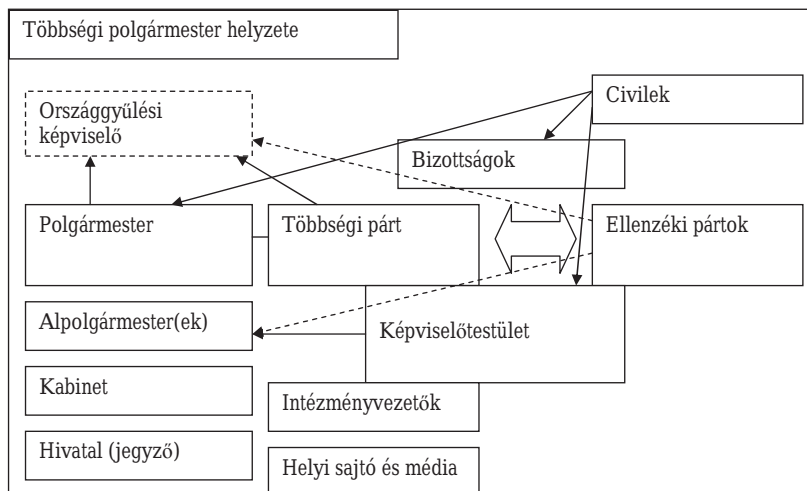 Többségi polgármester helyzete
Országgyűlési
képviselő
Civilek
Bizottságok
Polgármester
Többségi párt
Ellenzéki pártok
Alpolgármester(ek)
Képviselőtestület
Kabinet
Intézményvezetők
Hivatal (jegyző)
Helyi sajtó és média